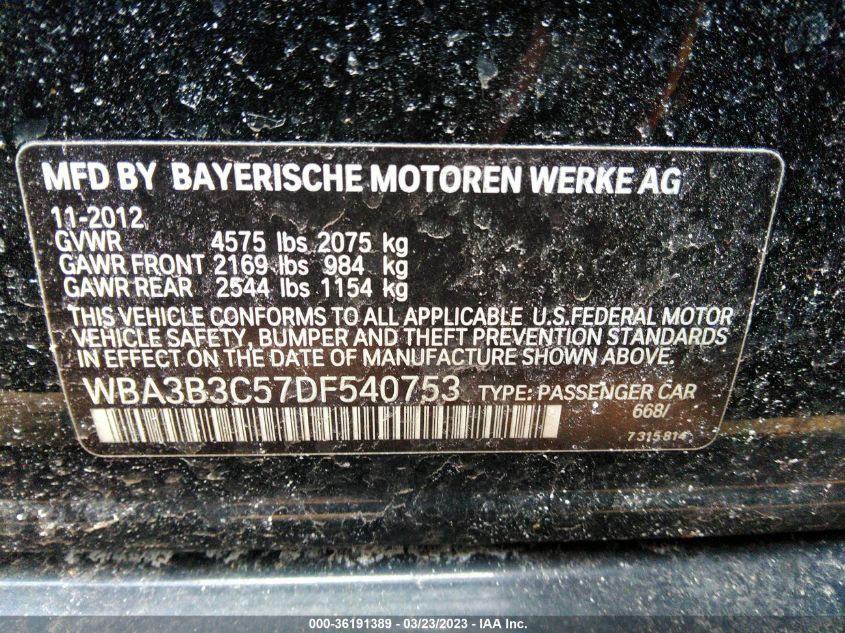 MFD BY BAYERISCHE MOTOREN WERKE AG
11-2012
GVWR 4575 lbs 2075 kg
GAWR FRONT 2169 lbs 984 kg
GAWR REAR 2544 lbs 1154 kg
THIS VEHICLE CONFORMS TO ALL APPLICABLE U.S.FEDERAL MOTOR
VEHICLE SAFETY, BUMPER AND THEFT PREVENTION STANDARDS
IN EFFECT ON THE DATE OF MANUFACTURE SHOWN ABOVE.
WBA3B3C57DF540753 TYPE: PASSENGER CAR
668/
7315814
000-36191389 — 03/23/2023 — IAA Inc.